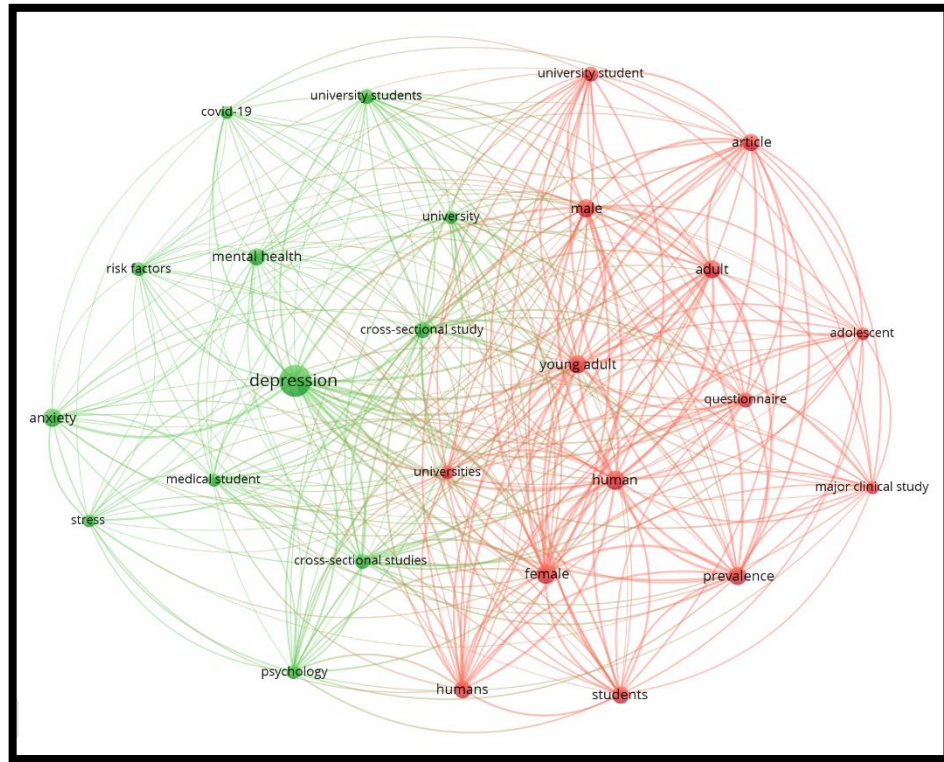 university student
university students
covid-19
article
male
university
mental health
risk factors
adult
cross-sectional study
adolescent
young adult
depression
questionnaire
anxiety
universities
medical student
human
major clinical study
stress
cross-sectional studies
female
prevalence
psychology
humans
students